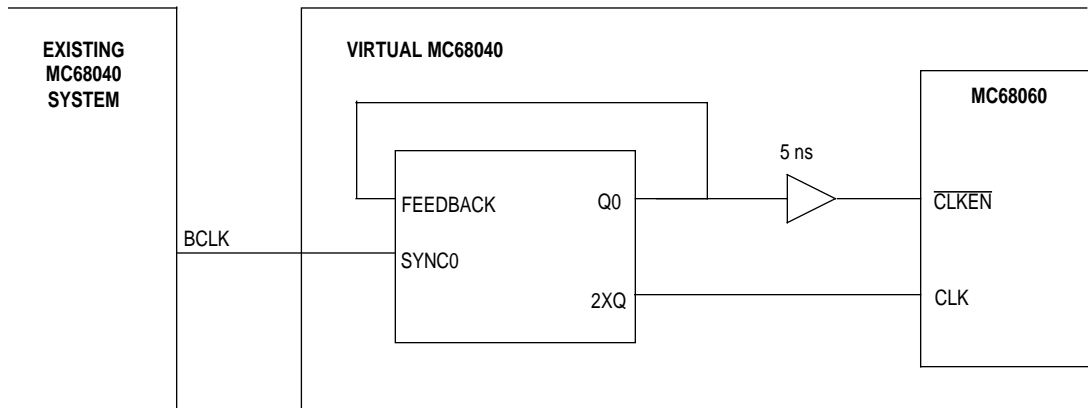 EXISTING
MC68040
SYSTEM
VIRTUAL MC68040
MC68060
5 ns
FEEDBACK
Q0
CLKEN
BCLK
SYNC0
2XQ
CLK